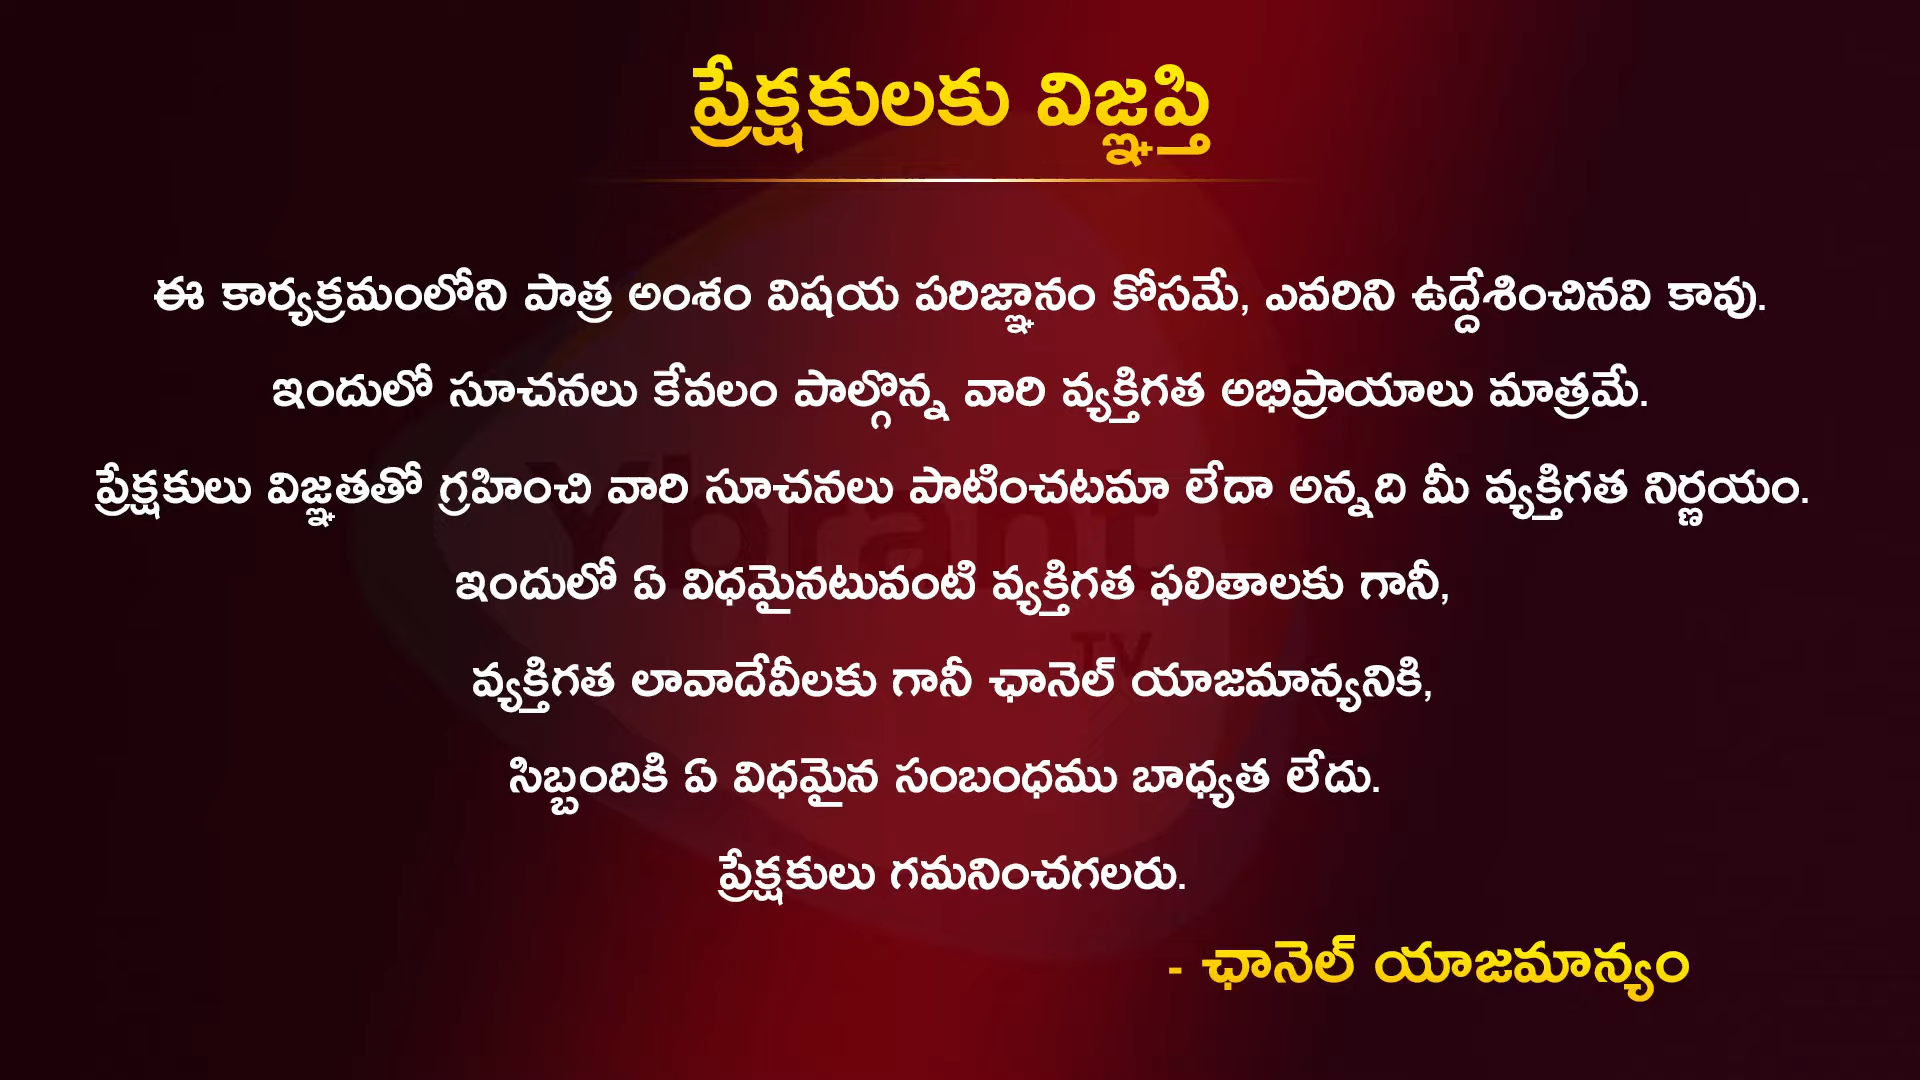 ప్రేక్షకులకు విజ్ఞప్తి
ఈ కార్యక్రమంలోని పాత్ర అంశం విషయ పరిజ్ఞానం కోసమే, ఎవరిని ఉద్దేశించినవి కావు.
ఇందులో సూచనలు కేవలం పాల్గొన్న వారి వ్యక్తిగత అభిప్రాయాలు మాత్రమే.
ప్రేక్షకులు విజ్ఞతతో గ్రహించి వారి సూచనలు పాటించటమా లేదా అన్నది మీ వ్యక్తిగత నిర్ణయం.
Ybrant
ఇందులో ఏ విధమైనటువంటి వ్యక్తిగత ఫలితాలకు గానీ,
TV
వ్యక్తిగత లావాదేవీలకు గానీ ఛానెల్ యాజమాన్యనికి,
సిబ్బందికి ఏ విధమైన సంబంధము బాధ్యత లేదు.
ప్రేక్షకులు గమనించగలరు.
- ఛానెల్ యాజమాన్యం